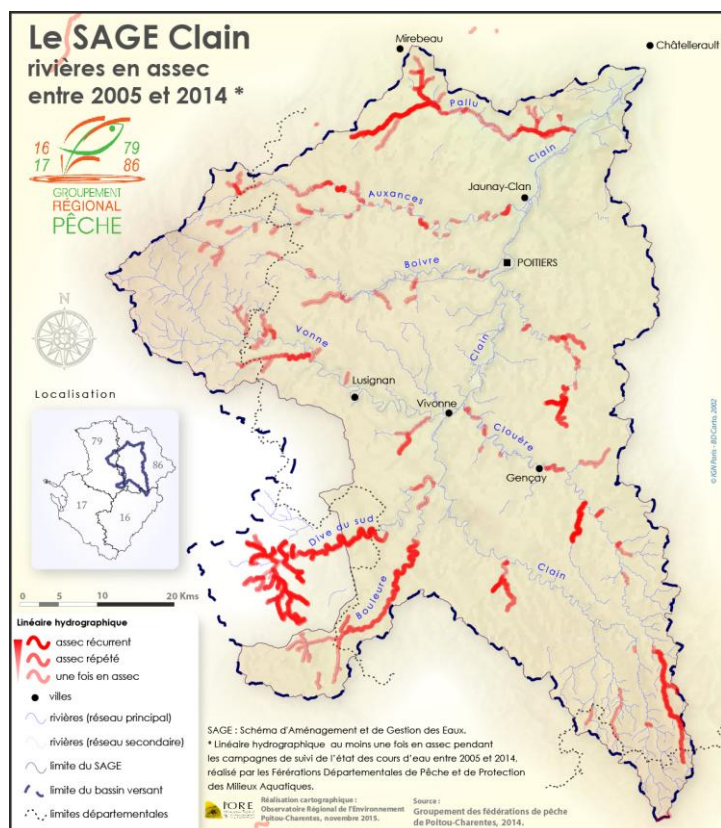 Le SAGE Clain
rivières en assec
entre 2005 et 2014 *
16 79
17 86
GROUPEMENT
RÉGIONAL
PÊCHE
Mirebeau
Châtellerault
Pallu
Clain
Jaunay-Clan
Auxances
Boivre
POITIERS
N
Vonne
Clain
Lusignan
Vivonne
Clouère
Gençay
Localisation
79
86
17
16
Dive du sud
Bouleure
Clain
0 5 10 20 Kms
Linéaire hydrographique
assec récurrent
assec répété
une fois en assec
villes
rivières (réseau principal)
rivières (réseau secondaire)
limite du SAGE
limite du bassin versant
limites départementales
SAGE : Schéma d'Aménagement et de Gestion des Eaux.
* Linéaire hydrographique au moins une fois en assec pendant
les campagnes de suivi de l'état des cours d'eau entre 2005 et 2014,
réalisé par les Férérations Départementales de Pêche et de Protection
des Milieux Aquatiques.
Réalisation cartographique :
Observatoire Régional de l'Environnement
Poitou-Charentes, novembre 2015.
Source :
Groupement des fédérations de pêche
de Poitou-Charentes, 2014.
© IGN Paris - BD Carto, 2002